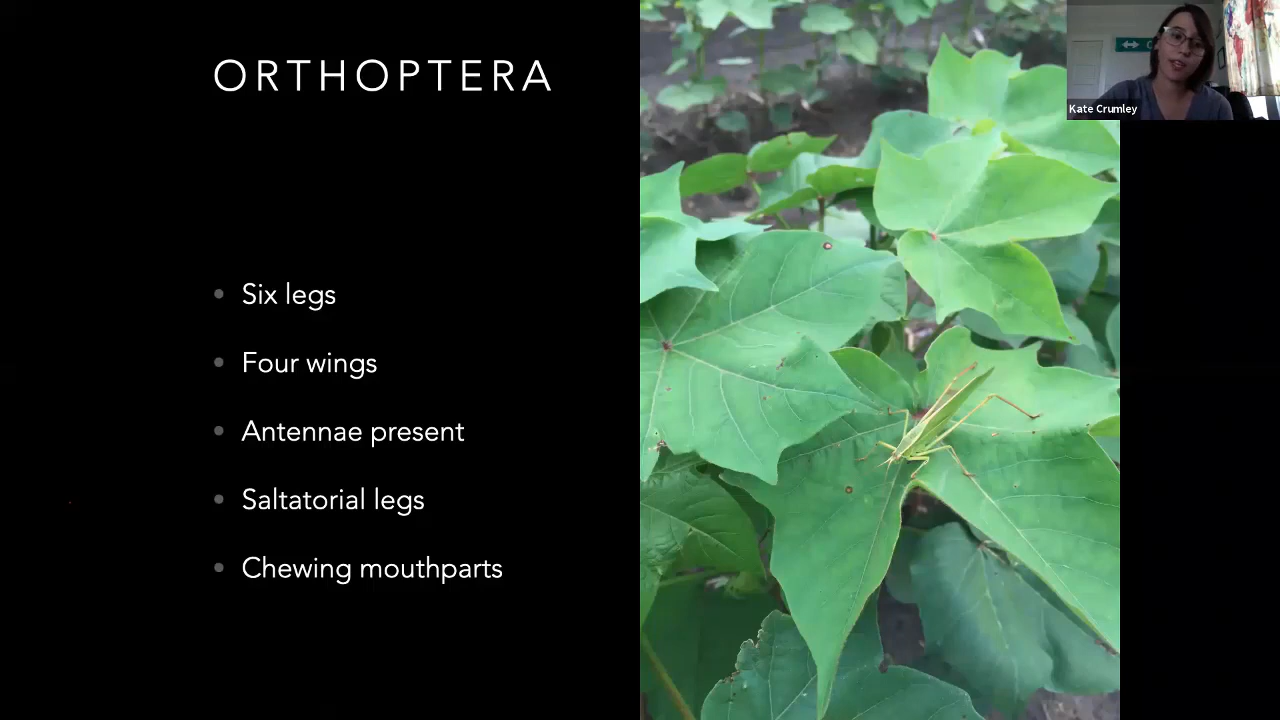 ORTHOPTERA
Six legs
Four wings
Antennae present
Saltatorial legs
Chewing mouthparts
Kate Crumley